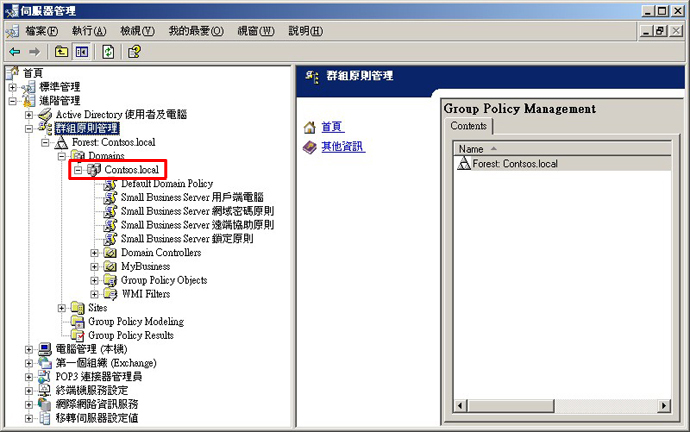 伺服器管理
檔案(F) 執行(A) 檢視(V) 我的最愛(O) 視窗(W) 說明(H)
首頁
標準管理
進階管理
Active Directory 使用者及電腦
群組原則管理
Forest: Contsos.local
Domains
Contsos.local
Default Domain Policy
Small Business Server 用戶端電腦
Small Business Server 網域密碼原則
Small Business Server 遠端協助原則
Small Business Server 鎖定原則
Domain Controllers
MyBusiness
Group Policy Objects
WMI Filters
Sites
Group Policy Modeling
Group Policy Results
電腦管理 (本機)
第一個組織 (Exchange)
POP3 連接器管理員
終端機服務設定
網際網路資訊服務
移轉伺服器設定值
群組原則管理
首頁
其他資訊
Group Policy Management
Contents
Name
Forest: Contsos.local